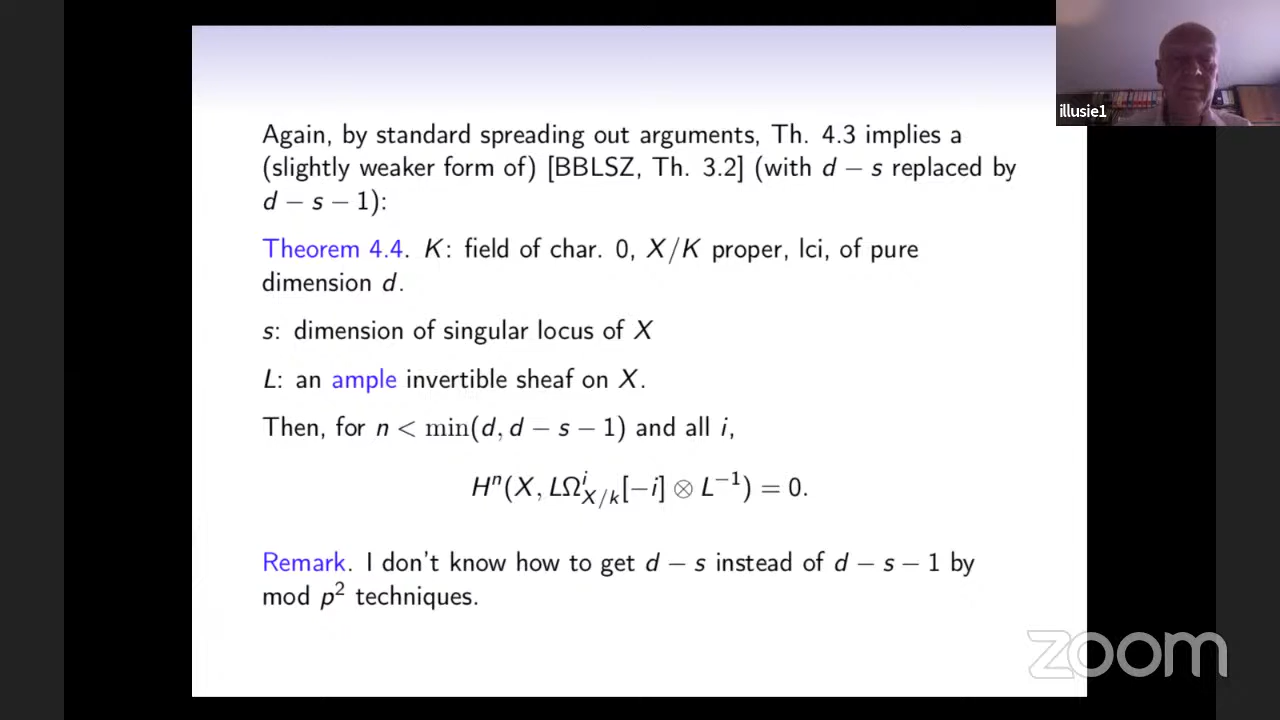 illusie1
Again, by standard spreading out arguments, Th. 4.3 implies a
(slightly weaker form of) [BBLSZ, Th. 3.2] (with d − s replaced by
d − s − 1):
Theorem 4.4. K: field of char. 0, X/K proper, lci, of pure
dimension d.
s: dimension of singular locus of X
L: an ample invertible sheaf on X.
Then, for n < min(d, d − s − 1) and all i,
Hⁿ(X, LΩⁱ_{X/k}[−i] ⊗ L⁻¹) = 0.
Remark. I don't know how to get d − s instead of d − s − 1 by
mod p² techniques.
zoom